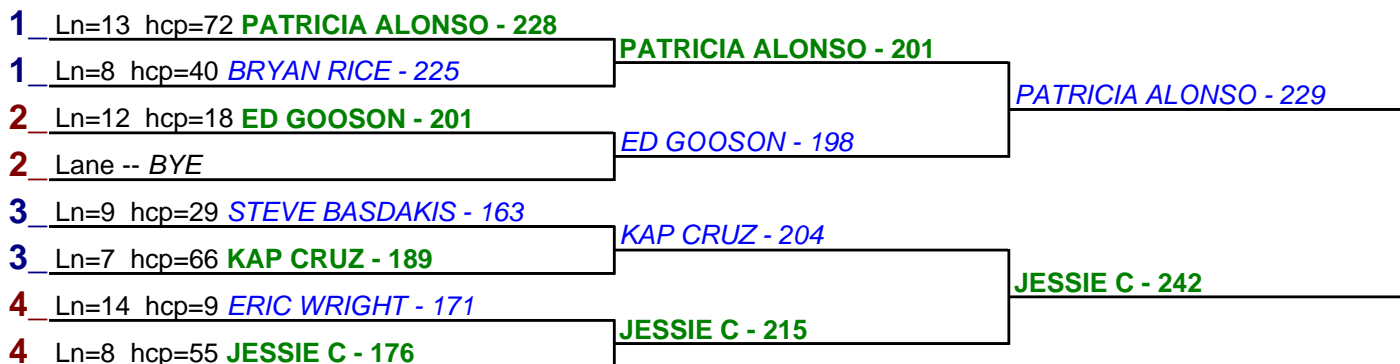 1_ Ln=13 hcp=72 PATRICIA ALONSO - 228
PATRICIA ALONSO - 201
1_ Ln=8 hcp=40 BRYAN RICE - 225
PATRICIA ALONSO - 229
2_ Ln=12 hcp=18 ED GOOSON - 201
ED GOOSON - 198
2_ Lane -- BYE
3_ Ln=9 hcp=29 STEVE BASDAKIS - 163
KAP CRUZ - 204
3_ Ln=7 hcp=66 KAP CRUZ - 189
JESSIE C - 242
4_ Ln=14 hcp=9 ERIC WRIGHT - 171
JESSIE C - 215
4 Ln=8 hcp=55 JESSIE C - 176